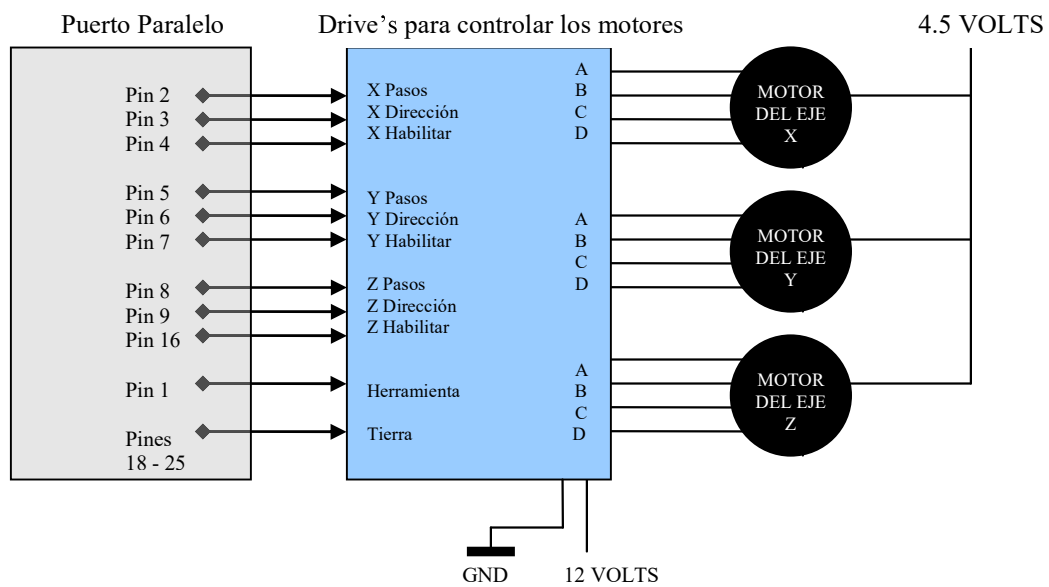 Puerto Paralelo
Drive’s para controlar los motores
4.5 VOLTS
Pin 2
Pin 3
Pin 4
Pin 5
Pin 6
Pin 7
Pin 8
Pin 9
Pin 16
Pin 1
Pines
18 - 25
X Pasos
X Dirección
X Habilitar
Y Pasos
Y Dirección
Y Habilitar
Z Pasos
Z Dirección
Z Habilitar
Herramienta
Tierra
A
B
C
D
A
B
C
D
A
B
C
D
MOTOR
DEL EJE
X
MOTOR
DEL EJE
Y
MOTOR
DEL EJE
Z
GND
12 VOLTS